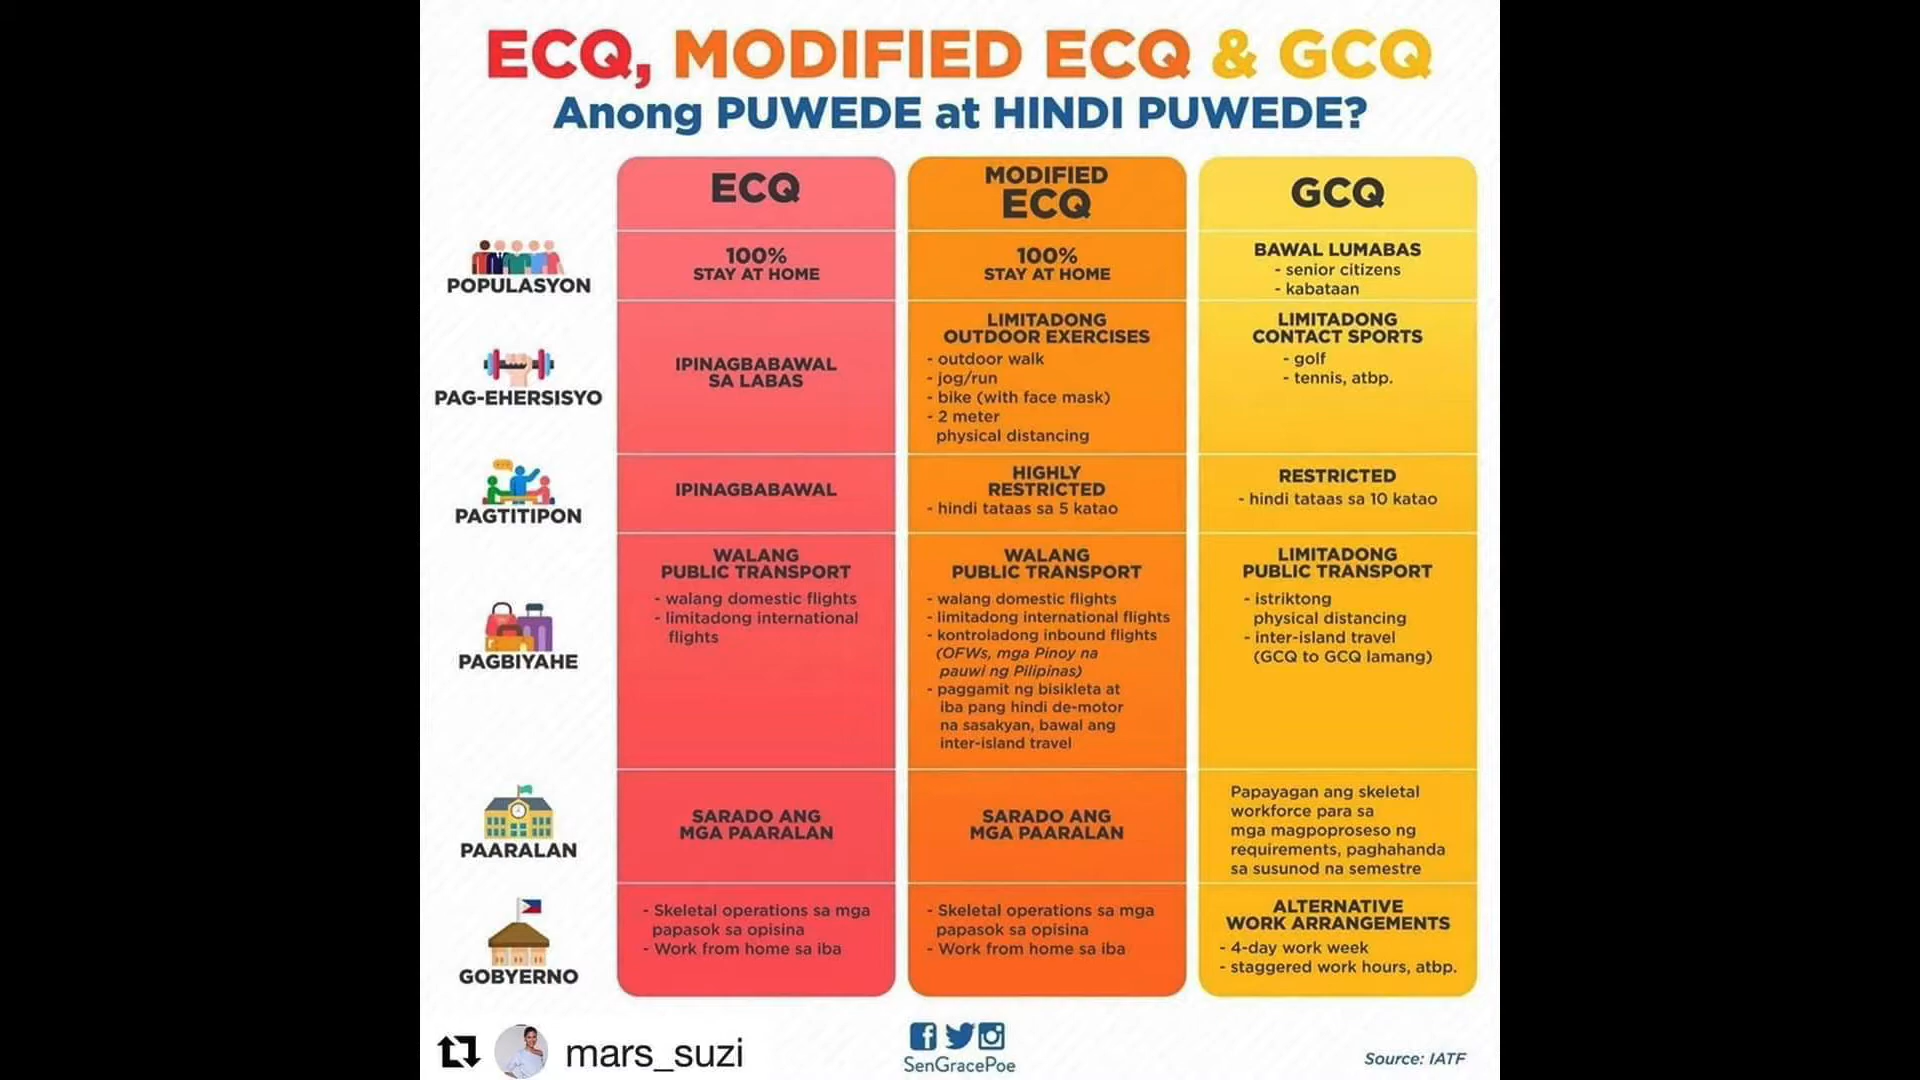 ECQ, MODIFIED ECQ & GCQ
Anong PUWEDE at HINDI PUWEDE?
ECQ
MODIFIED
ECQ
GCQ
POPULASYON
100%
STAY AT HOME
100%
STAY AT HOME
BAWAL LUMABAS
- senior citizens
- kabataan
PAG-EHERSISYO
IPINAGBABAWAL
SA LABAS
LIMITADONG
OUTDOOR EXERCISES
- outdoor walk
- jog/run
- bike (with face mask)
- 2 meter
physical distancing
LIMITADONG
CONTACT SPORTS
- golf
- tennis, atbp.
PAGTITIPON
IPINAGBABAWAL
HIGHLY
RESTRICTED
- hindi tataas sa 5 katao
RESTRICTED
- hindi tataas sa 10 katao
PAGBIYAHE
WALANG
PUBLIC TRANSPORT
- walang domestic flights
- limitadong international
flights
WALANG
PUBLIC TRANSPORT
- walang domestic flights
- limitadong international flights
- kontroladong inbound flights
(OFWs, mga Pinoy na
pauwi ng Pilipinas)
- paggamit ng bisikleta at
iba pang hindi de-motor
na sasakyan, bawal ang
inter-island travel
LIMITADONG
PUBLIC TRANSPORT
- istriktong
physical distancing
- inter-island travel
(GCQ to GCQ lamang)
PAARALAN
SARADO ANG
MGA PAARALAN
SARADO ANG
MGA PAARALAN
Papayagan ang skeletal
workforce para sa
mga magpoproseso ng
requirements, paghahanda
sa susunod na semestre
GOBYERNO
- Skeletal operations sa mga
papasok sa opisina
- Work from home sa iba
- Skeletal operations sa mga
papasok sa opisina
- Work from home sa iba
ALTERNATIVE
WORK ARRANGEMENTS
- 4-day work week
- staggered work hours, atbp.
mars_suzi
SenGracePoe
Source: IATF